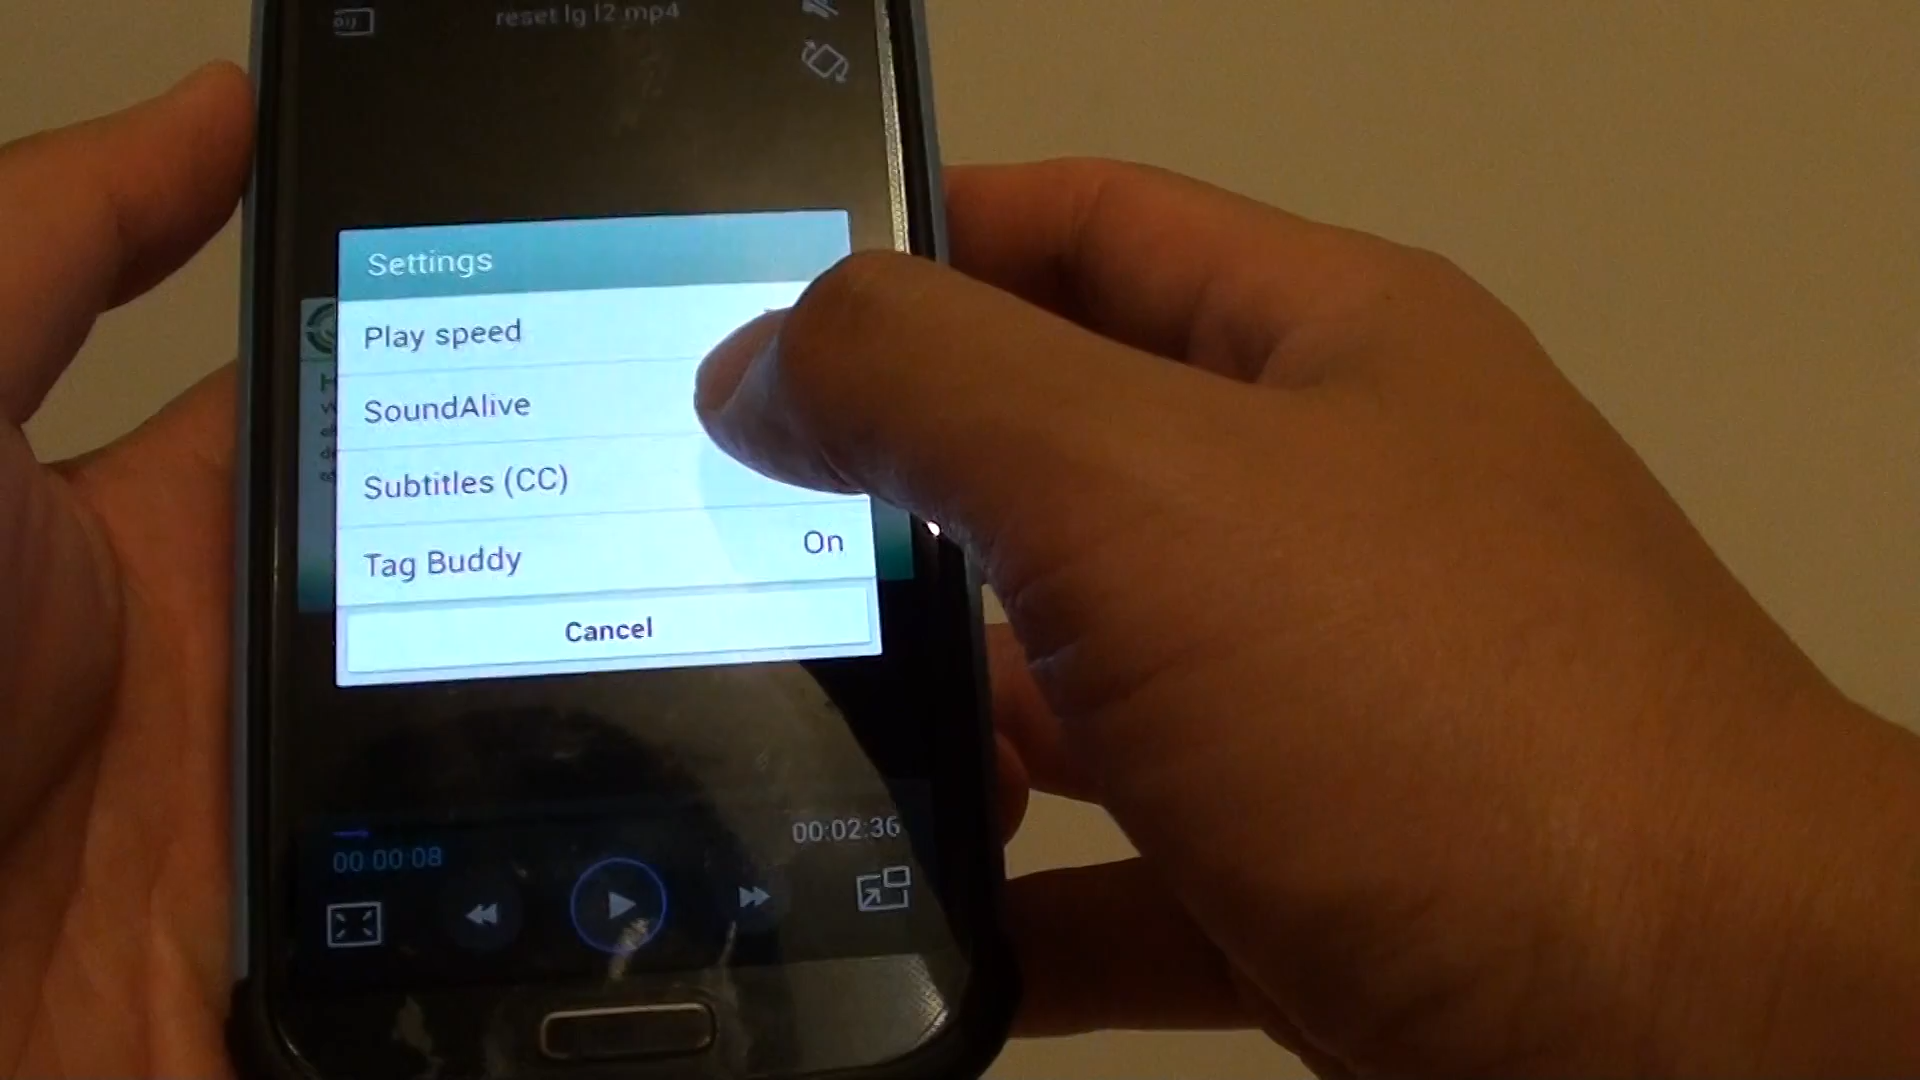 reset lg l2.mp4
Settings
Play speed
SoundAlive
Subtitles (CC)
Tag Buddy
On
Cancel
00:02:36
00:00:08